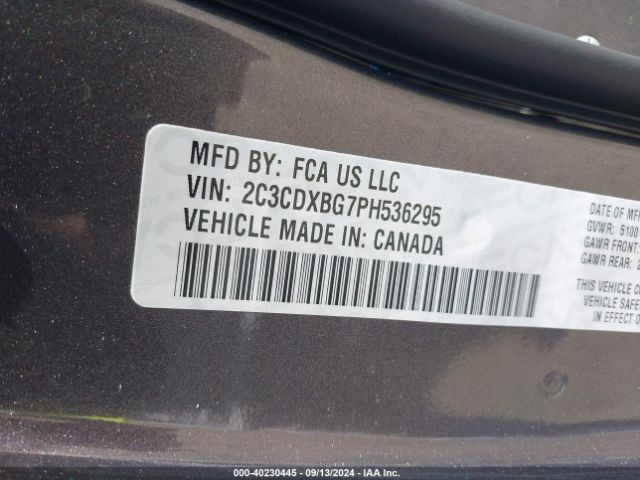 MFD BY: FCA US LLC
VIN: 2C3CDXBG7PH536295
VEHICLE MADE IN: CANADA
DATE OF MF
GVWR: 5100
GAWR FRONT:
GAWR REAR: 2
THIS VEHICLE C
VEHICLE SAFE
IN EFFECT O
000-40230445 - 09/13/2024 - IAA Inc.